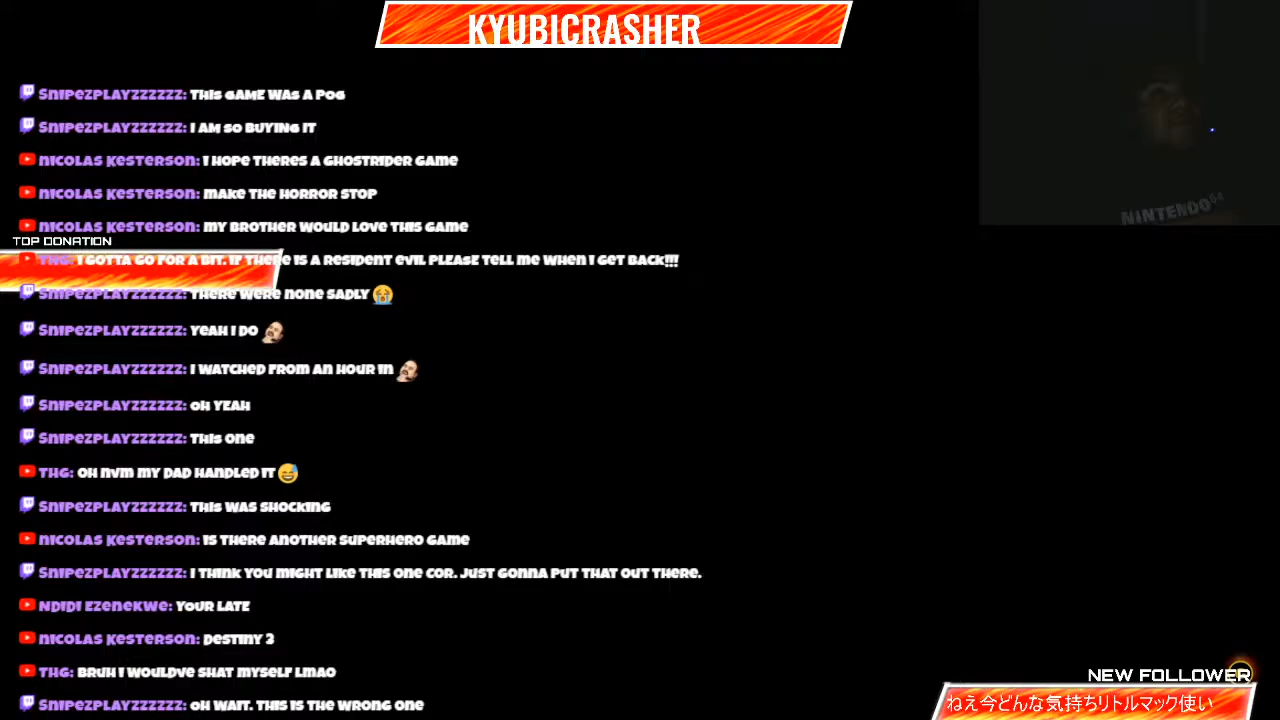 KYUBICRASHER
SNIPEZPLAYZZZZZZ: THIS GAME WAS A POG
SNIPEZPLAYZZZZZZ: I AM SO BUYING IT
NICOLAS KESTERSON: I HOPE THERES A GHOSTRIDER GAME
NICOLAS KESTERSON: MAKE THE HORROR STOP
NINTENDO64
NICOLAS KESTERSON: MY BROTHER WOULD LOVE THIS GAME
TOP DONATION
THG: I GOTTA GO FOR A BIT. IF THERE IS A RESIDENT EVIL PLEASE TELL ME WHEN I GET BACK!!!
SNIPEZPLAYZZZZZZ: THERE WERE NONE SADLY 😭
SNIPEZPLAYZZZZZZ: YEAH I DO
SNIPEZPLAYZZZZZZ: I WATCHED FROM AN HOUR IN
SNIPEZPLAYZZZZZZ: OH YEAH
SNIPEZPLAYZZZZZZ: THIS ONE
THG: OH NVM MY DAD HANDLED IT 😅
SNIPEZPLAYZZZZZZ: THIS WAS SHOCKING
NICOLAS KESTERSON: IS THERE ANOTHER SUPERHERO GAME
SNIPEZPLAYZZZZZZ: I THINK YOU MIGHT LIKE THIS ONE COR. JUST GONNA PUT THAT OUT THERE.
NDIDI EZENEKWE: YOUR LATE
NICOLAS KESTERSON: DESTINY 3
THG: BRUH I WOULDVE SHAT MYSELF LMAO
SNIPEZPLAYZZZZZZ: OH WAIT. THIS IS THE WRONG ONE
NEW FOLLOWER
ねえ今どんな気持ちリトルマック使い